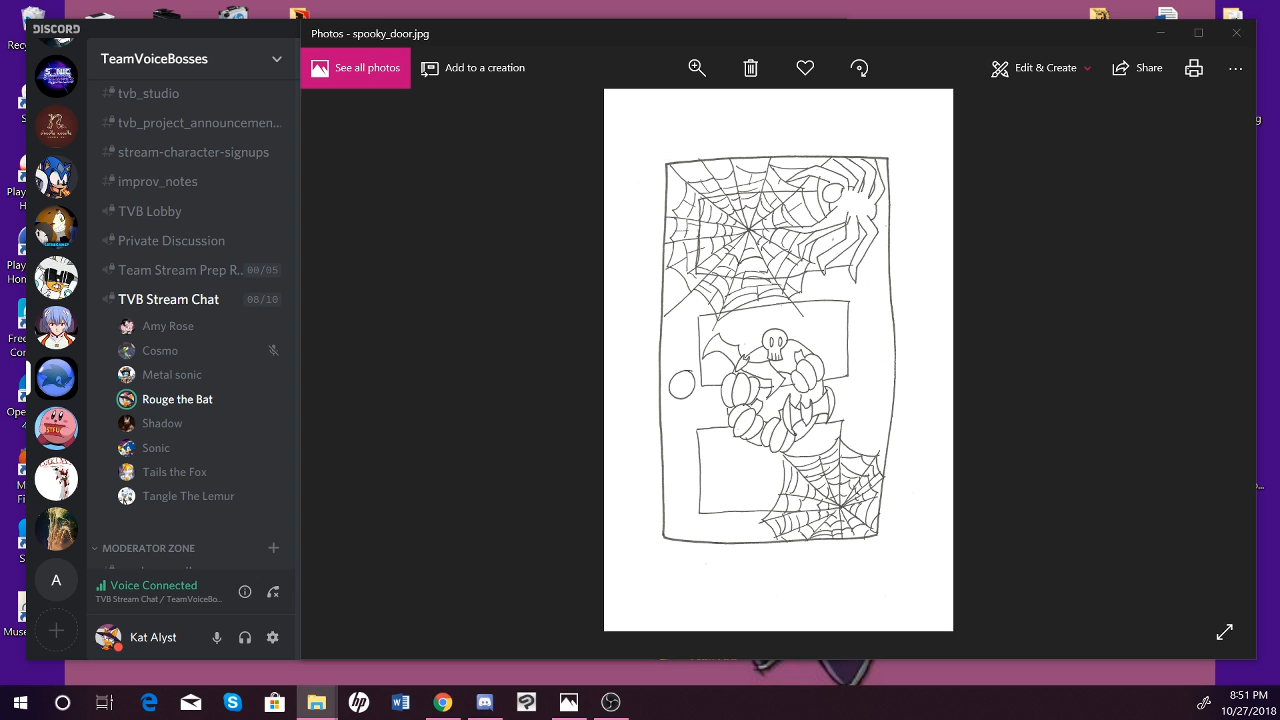 Recy
DISCORD
TeamVoiceBosses
tvb_studio
tvb_project_announcemen...
stream-character-signups
improv_notes
TVB Lobby
Private Discussion
Team Stream Prep R.. 00/05
TVB Stream Chat 08/10
Amy Rose
Cosmo
Metal sonic
Rouge the Bat
Shadow
Sonic
Tails the Fox
Tangle The Lemur
MODERATOR ZONE
Voice Connected
TVB Stream Chat / TeamVoiceBo...
Kat Alyst
A
Photos - spooky_door.jpg
See all photos
Add to a creation
Edit & Create
Share
hp
8:51 PM
10/27/2018